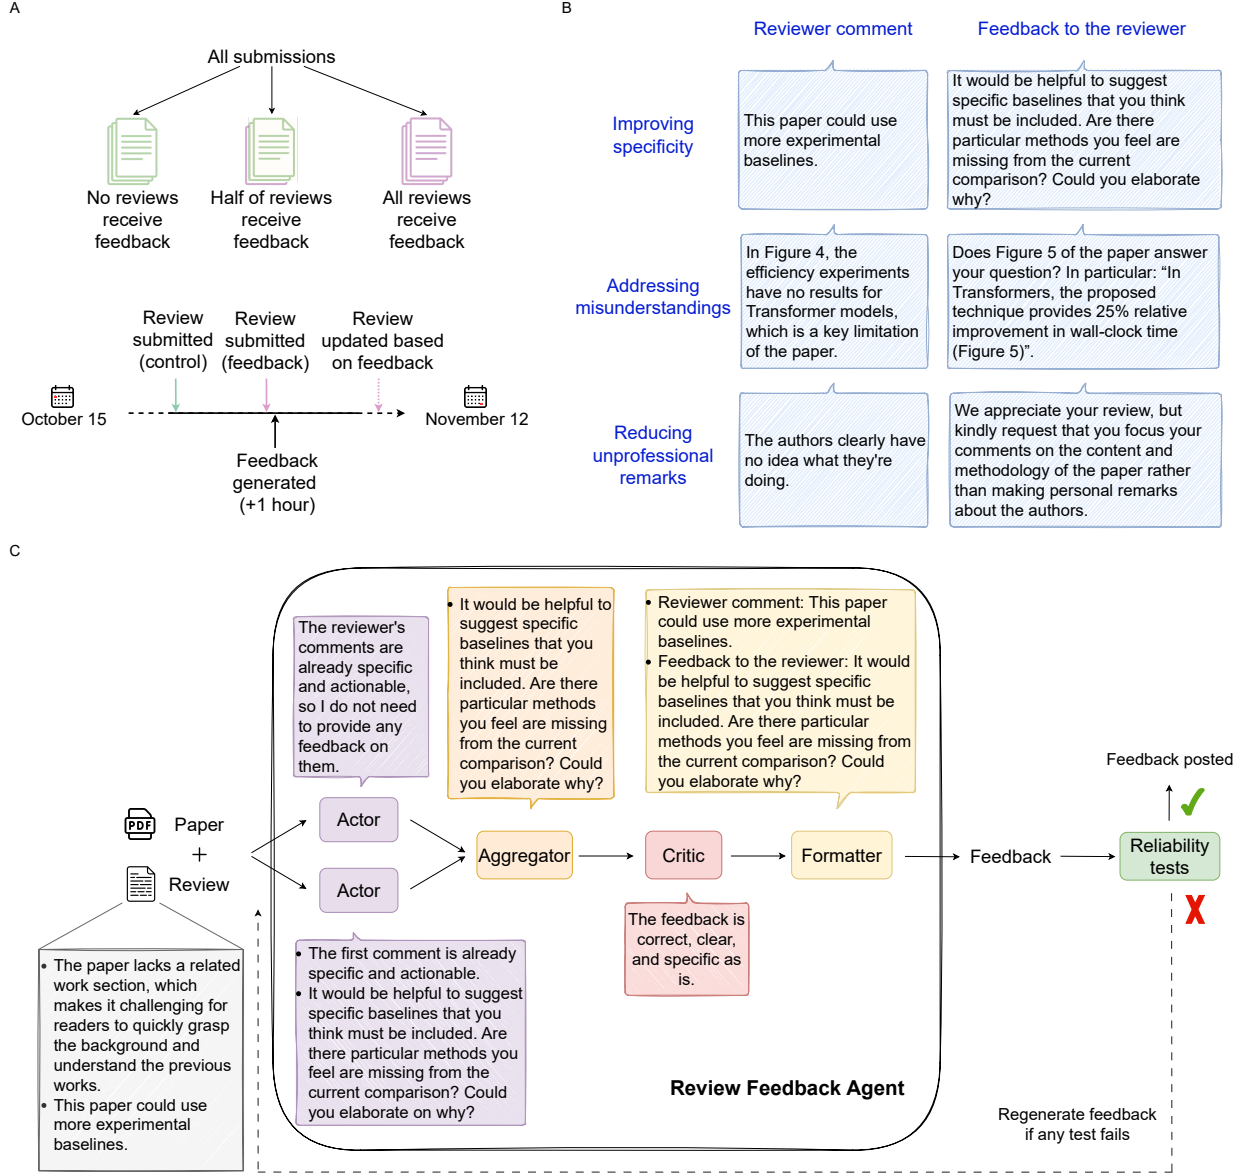 A
All submissions
No reviews
receive
feedback
Half of reviews
receive
feedback
All reviews
receive
feedback
Review
submitted
(control)
Review
submitted
(feedback)
Review
updated based
on feedback
October 15
November 12
Feedback
generated
(+1 hour)
B
Reviewer comment
Feedback to the reviewer
Improving
specificity
This paper could use
more experimental
baselines.
It would be helpful to suggest
specific baselines that you think
must be included. Are there
particular methods you feel are
missing from the current
comparison? Could you elaborate
why?
Addressing
misunderstandings
In Figure 4, the
efficiency experiments
have no results for
Transformer models,
which is a key limitation
of the paper.
Does Figure 5 of the paper answer
your question? In particular: “In
Transformers, the proposed
technique provides 25% relative
improvement in wall-clock time
(Figure 5)”.
Reducing
unprofessional
remarks
The authors clearly have
no idea what they're
doing.
We appreciate your review, but
kindly request that you focus your
comments on the content and
methodology of the paper rather
than making personal remarks
about the authors.
C
The reviewer's
comments are
already specific
and actionable,
so I do not need
to provide any
feedback on
them.
• It would be helpful to
suggest specific
baselines that you
think must be
included. Are there
particular methods
you feel are missing
from the current
comparison? Could
you elaborate why?
• Reviewer comment: This paper
could use more experimental
baselines.
• Feedback to the reviewer: It would
be helpful to suggest specific
baselines that you think must be
included. Are there particular
methods you feel are missing from
the current comparison? Could
you elaborate why?
PDF
Paper
+
Review
Actor
Actor
Aggregator
Critic
Formatter
Feedback
Reliability
tests
Feedback posted
• The paper lacks a related
work section, which
makes it challenging for
readers to quickly grasp
the background and
understand the previous
works.
• This paper could use
more experimental
baselines.
• The first comment is already
specific and actionable.
• It would be helpful to suggest
specific baselines that you
think must be included. Are
there particular methods you
feel are missing from the
current comparison? Could
you elaborate on why?
The feedback is
correct, clear,
and specific as
is.
Review Feedback Agent
Regenerate feedback
if any test fails